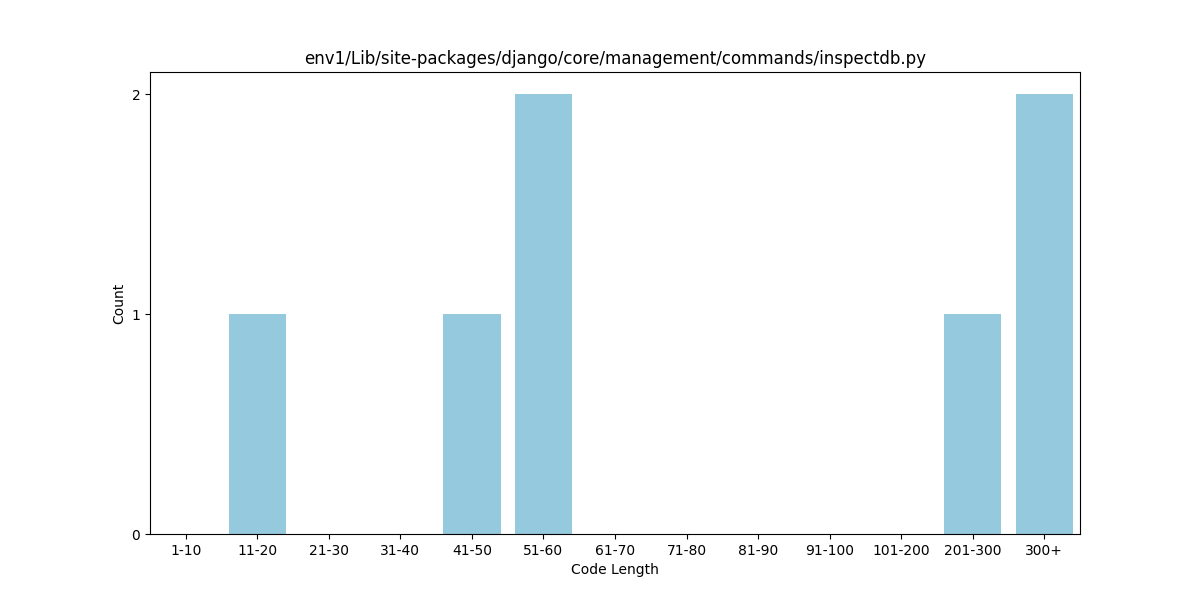 env1/Lib/site-packages/django/core/management/commands/inspectdb.py
2
1
0
Count
1-10 11-20 21-30 31-40 41-50 51-60 61-70 71-80 81-90 91-100 101-200 201-300 300+
Code Length